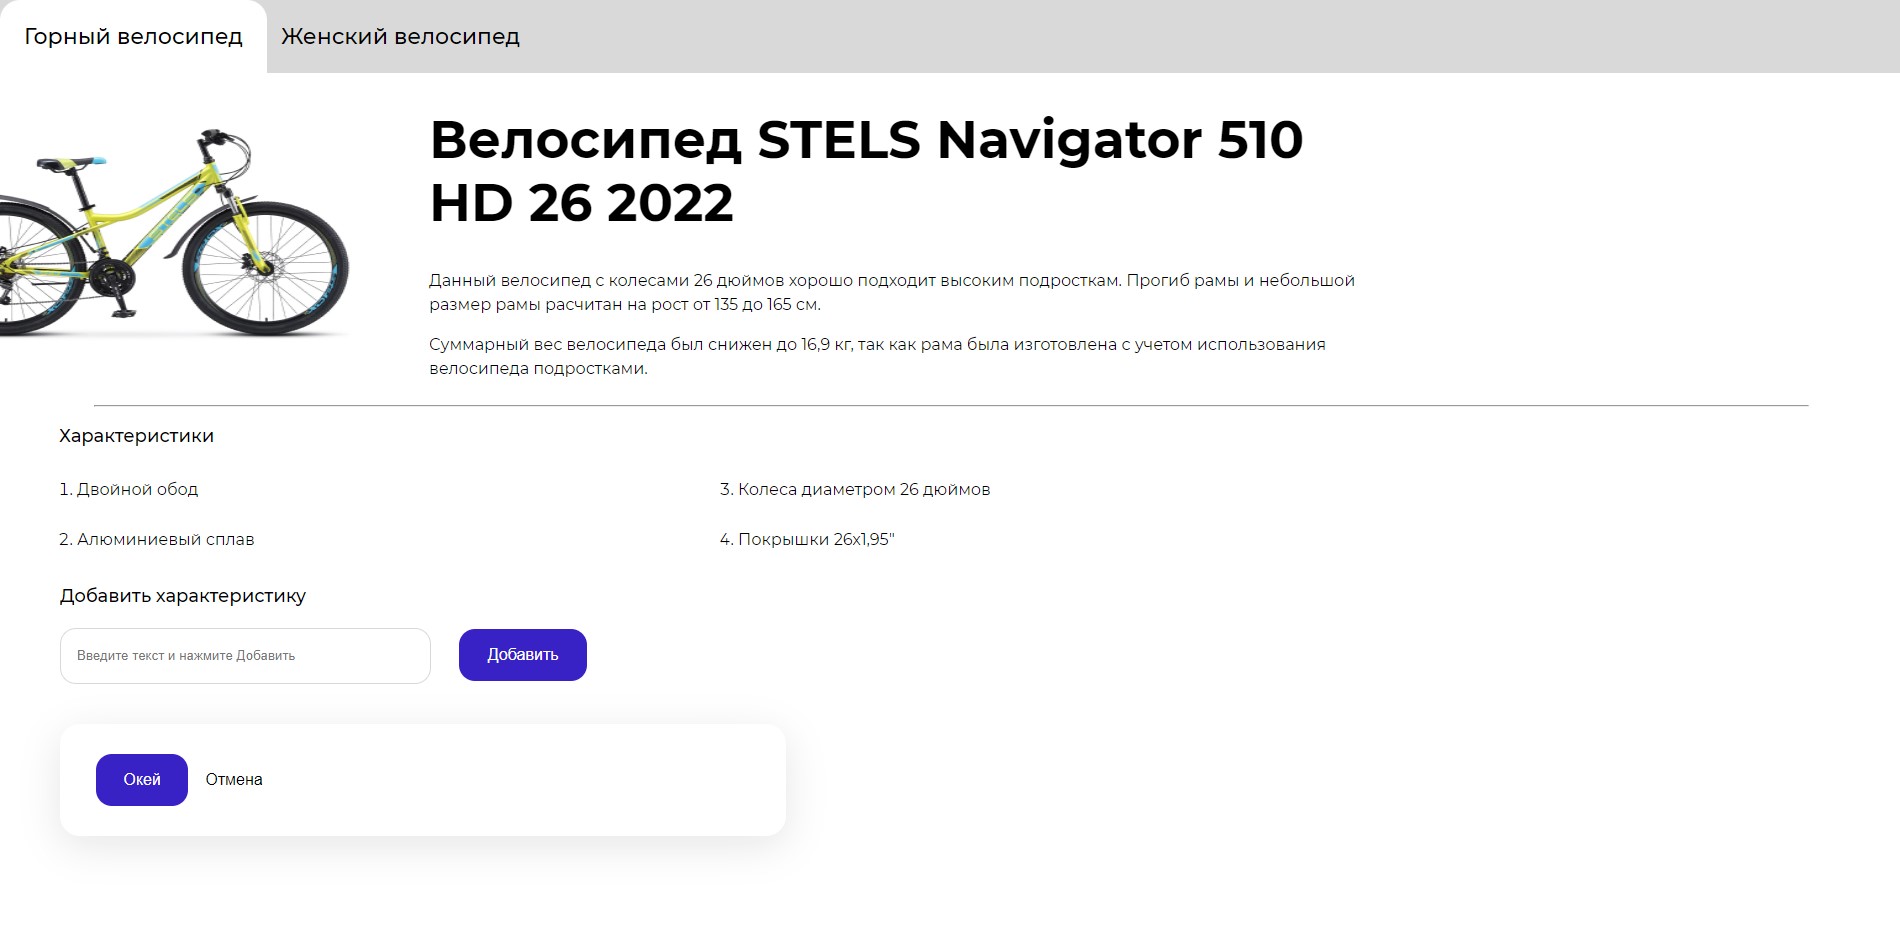 Горный велосипед
Женский велосипед
Велосипед STELS Navigator 510
HD 26 2022
Данный велосипед с колесами 26 дюймов хорошо подходит высоким подросткам. Прогиб рамы и небольшой
размер рамы расчитан на рост от 135 до 165 см.
Суммарный вес велосипеда был снижен до 16,9 кг, так как рама была изготовлена с учетом использования
велосипеда подростками.
Характеристики
1. Двойной обод
2. Алюминиевый сплав
3. Колеса диаметром 26 дюймов
4. Покрышки 26x1,95"
Добавить характеристику
Введите текст и нажмите Добавить
Добавить
Окей
Отмена